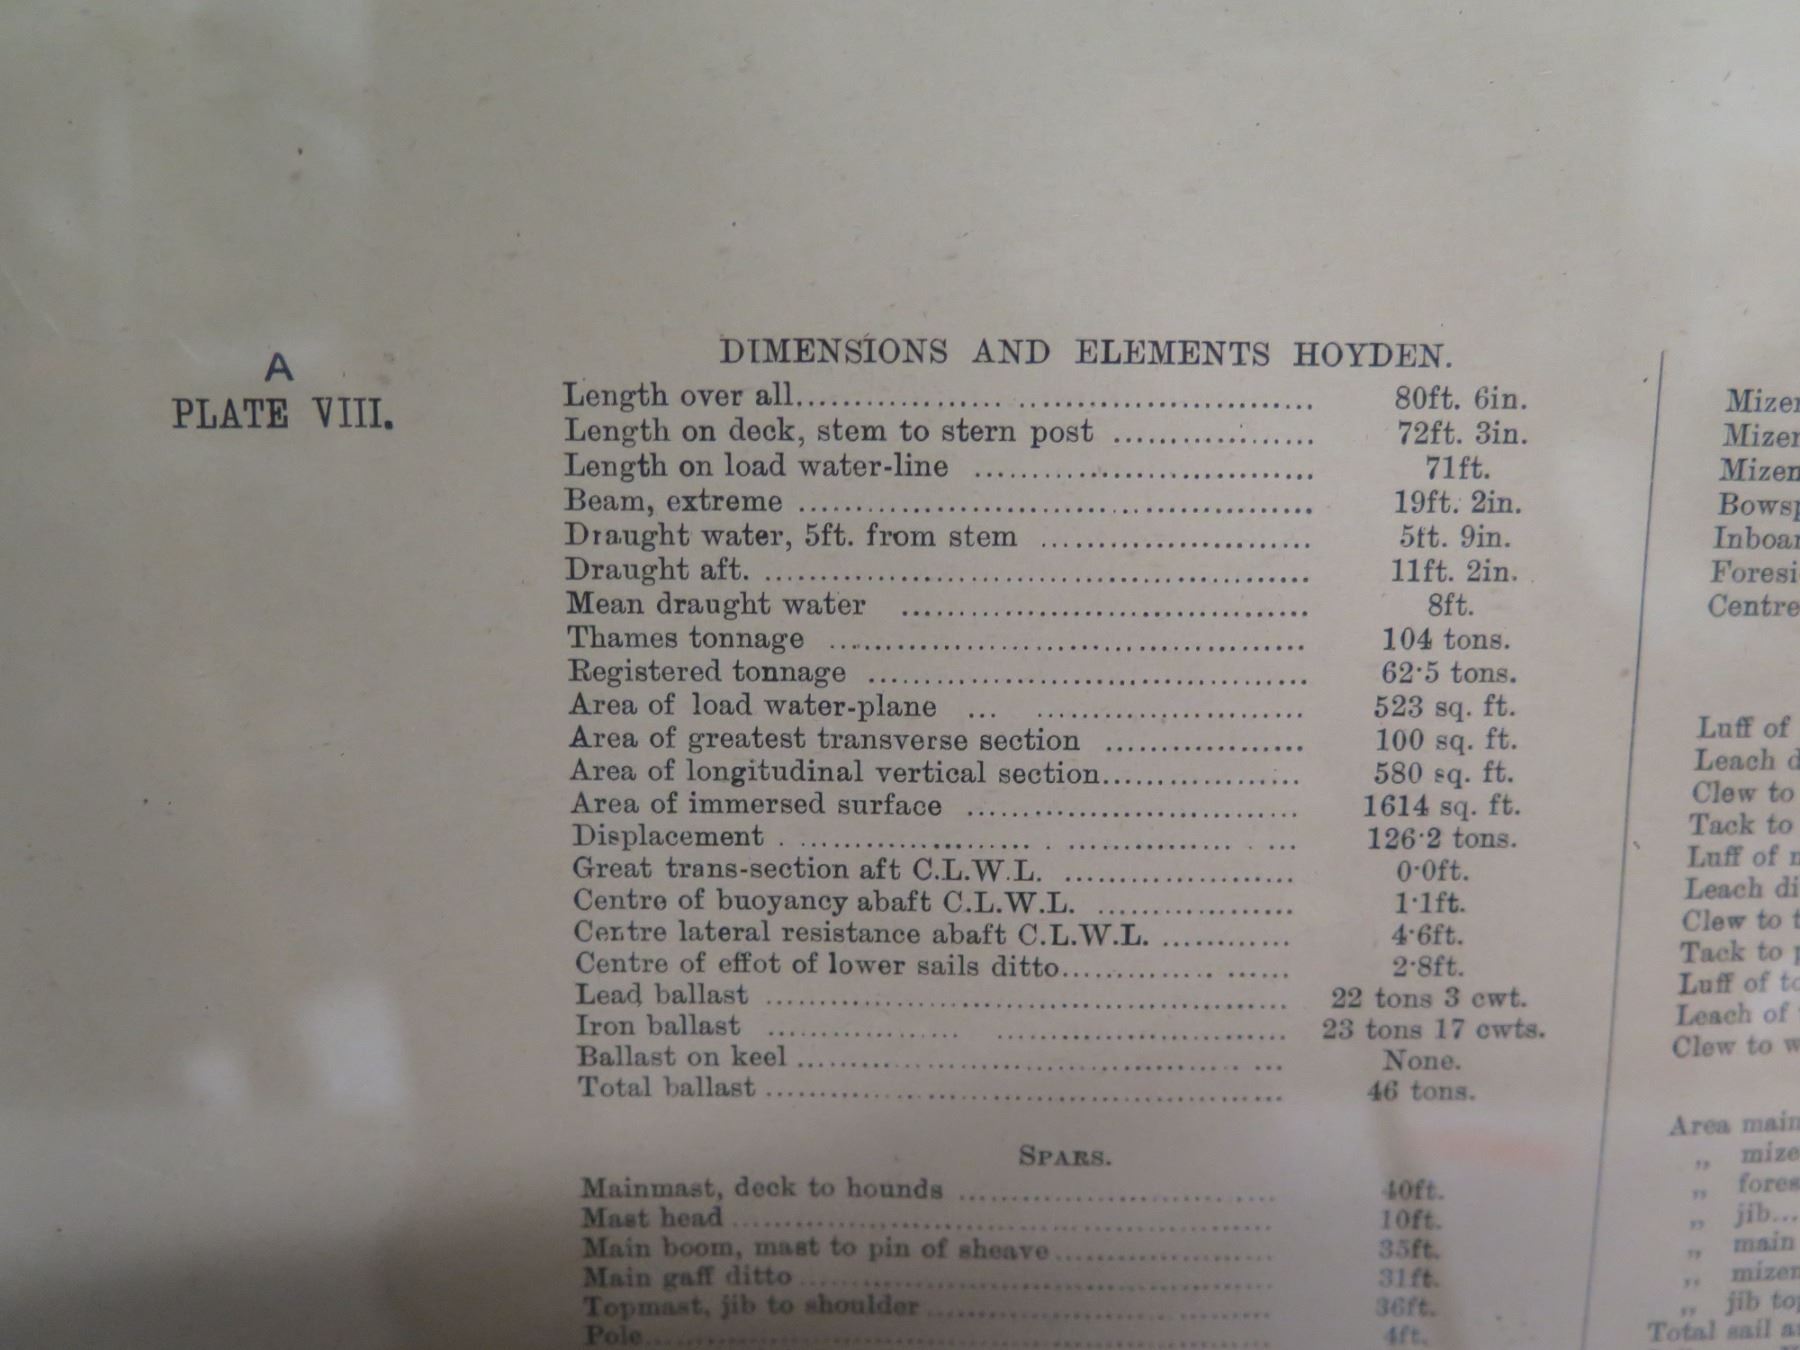 A
PLATE VIII.
DIMENSIONS AND ELEMENTS HOYDEN.
Length over all........................................... 80ft. 6in.
Length on deck, stem to stern post .................. 72ft. 3in.
Length on load water-line .............................. 71ft.
Beam, extreme ............................................. 19ft. 2in.
Draught water, 5ft. from stem ........................ 5ft. 9in.
Draught aft. ................................................ 11ft. 2in.
Mean draught water .................................... 8ft.
Thames tonnage .......................................... 104 tons.
Registered tonnage ....................................... 62·5 tons.
Area of load water-plane ... ........................ 523 sq. ft.
Area of greatest transverse section .................. 100 sq. ft.
Area of longitudinal vertical section.................. 580 sq. ft.
Area of immersed surface .............................. 1614 sq. ft.
Displacement . ....................... . ................. . ... 126·2 tons.
Great trans-section aft C.L.W.L. ..................... 0·0ft.
Centre of buoyancy abaft C.L.W.L. .................. 1·1ft.
Centre lateral resistance abaft C.L.W.L. ............ 4·6ft.
Centre of effot of lower sails ditto............... ...... 2·8ft.
Lead ballast ................................................ 22 tons 3 cwt.
Iron ballast .................. ........................... 23 tons 17 cwts.
Ballast on keel .......................................... ... None.
Total ballast ................................................ 46 tons.
SPARS.
Mainmast, deck to hounds .............................. 40ft.
Mast head ................................................... 10ft.
Main boom, mast to pin of sheave..................... 35ft.
Main gaff ditto ............................................. 31ft.
Topmast, jib to shoulder ................................. 36ft.
Pole............................................................ 4ft.
Mizen
Mizen
Mizen
Bowsp
Inboar
Foresi
Centre
Luff of
Leach d
Clew to
Tack to
Luff of m
Leach di
Clew to t
Tack to p
Luff of to
Leach of
Clew to w
Area main
„ mize
„ fores
„ jib...
„ main
„ mizen
„ jib top
Total sail a